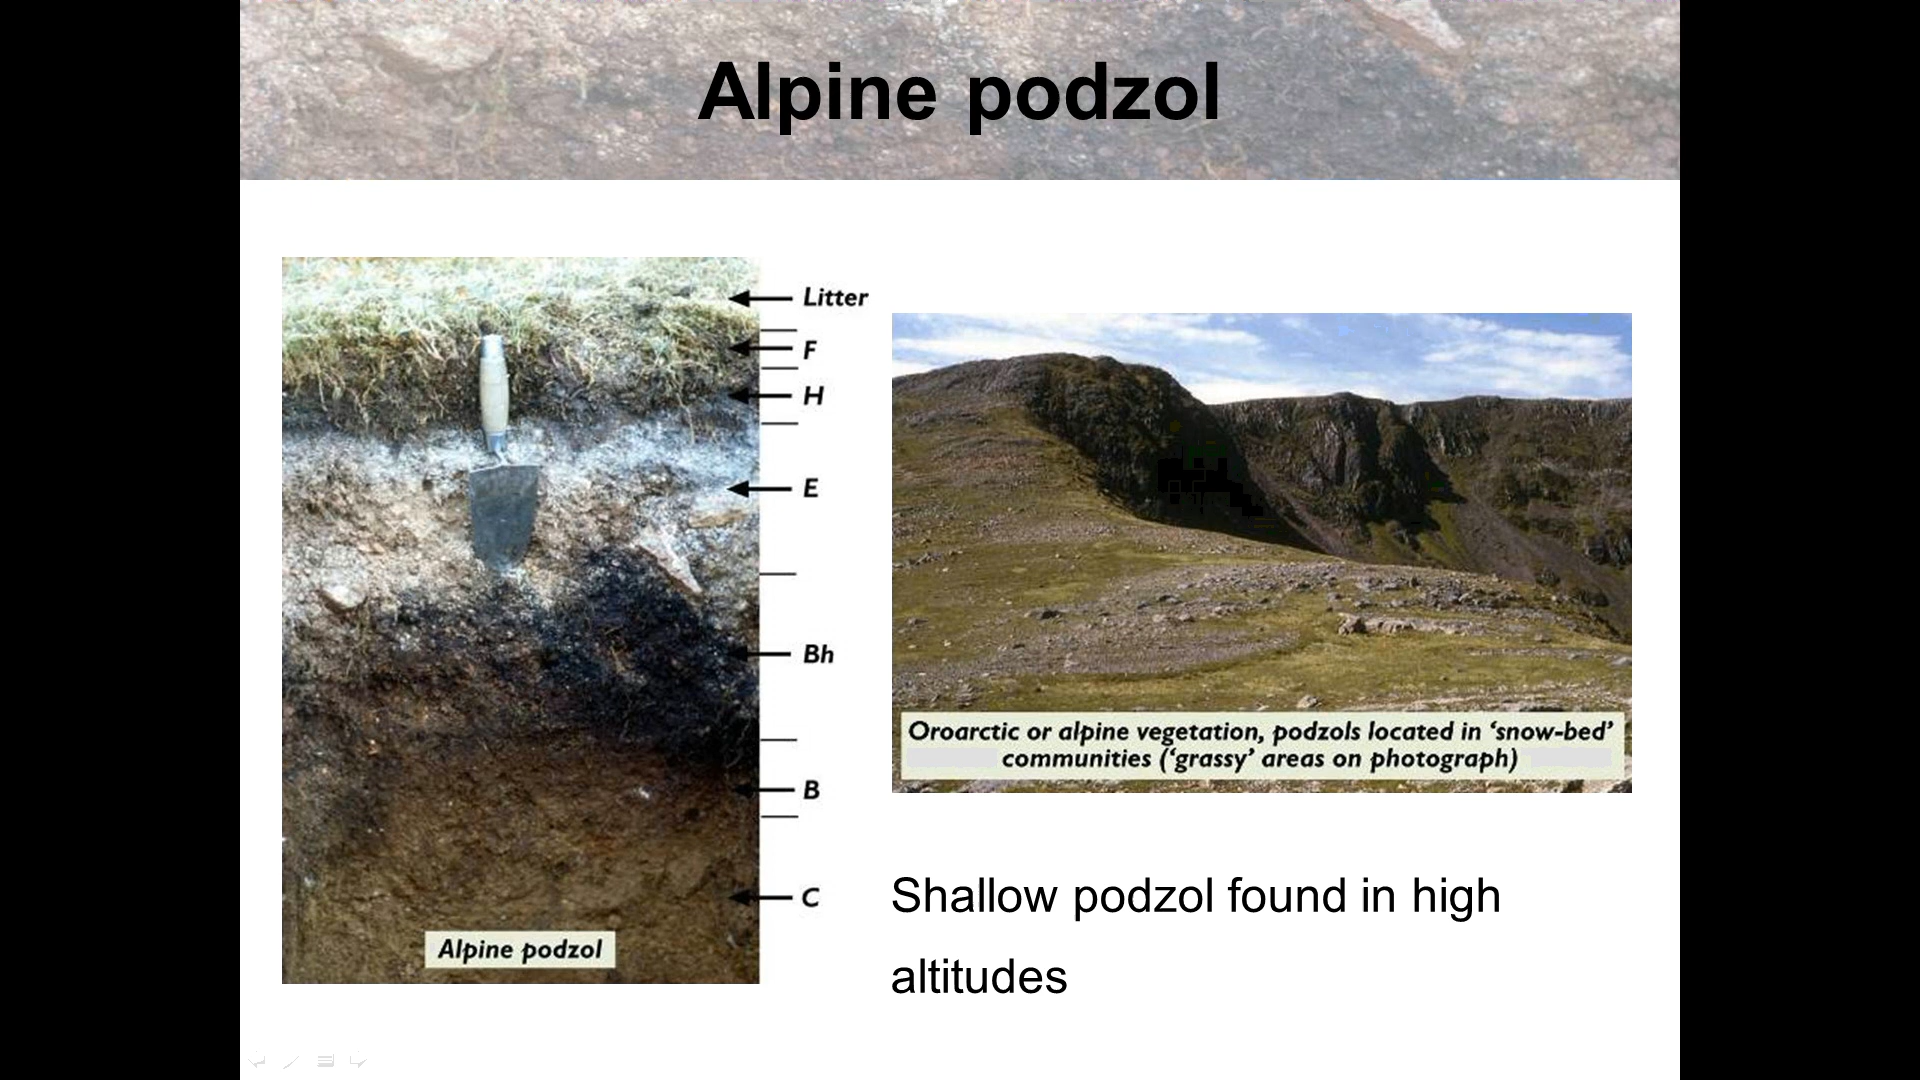 Alpine podzol
Litter
F
H
E
Bh
B
C
Alpine podzol
Oroarctic or alpine vegetation, podzols located in ‘snow-bed’
communities (‘grassy’ areas on photograph)
Shallow podzol found in high
altitudes